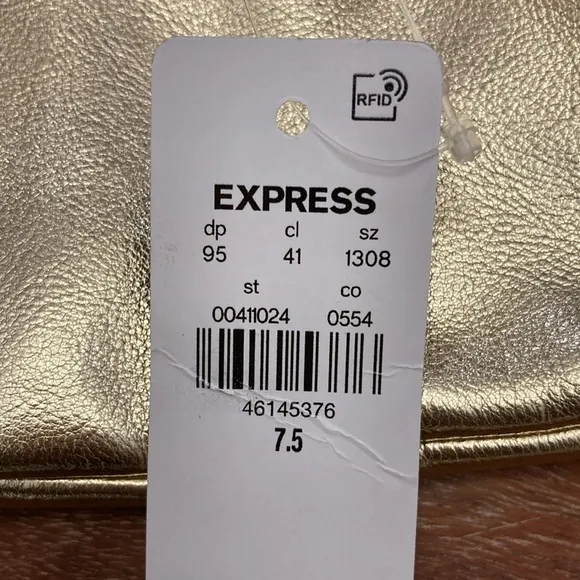 RFID
EXPRESS
dp cl sz
95 41 1308
st co
00411024 0554
46145376
7.5